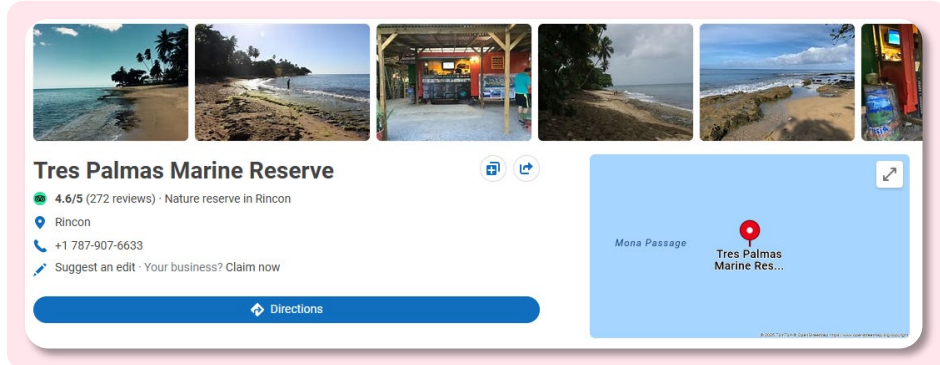 Tres Palmas Marine Reserve
4.6/5 (272 reviews) · Nature reserve in Rincon
Rincon
+1 787-907-6633
Suggest an edit · Your business? Claim now
Directions
Mona Passage
Tres Palmas
Marine Res...